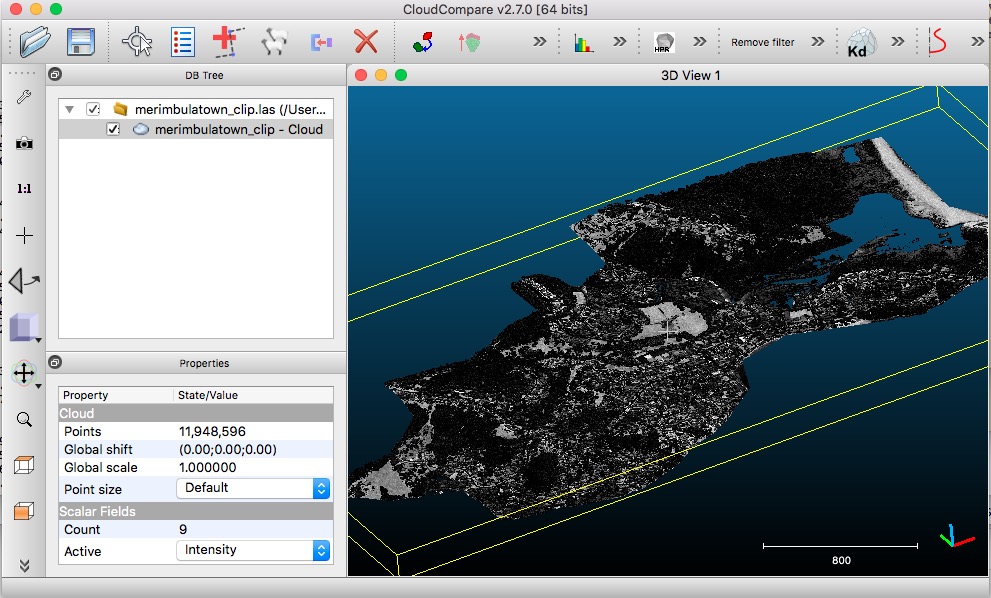 CloudCompare v2.7.0 [64 bits]
HPR
Remove filter
Kd
DB Tree
3D View 1
merimbulatown_clip.las (/User...
merimbulatown_clip - Cloud
1:1
Properties
Property State/Value
Cloud
Points 11,948,596
Global shift (0.00;0.00;0.00)
Global scale 1.000000
Point size Default
Scalar Fields
Count 9
Active Intensity
800